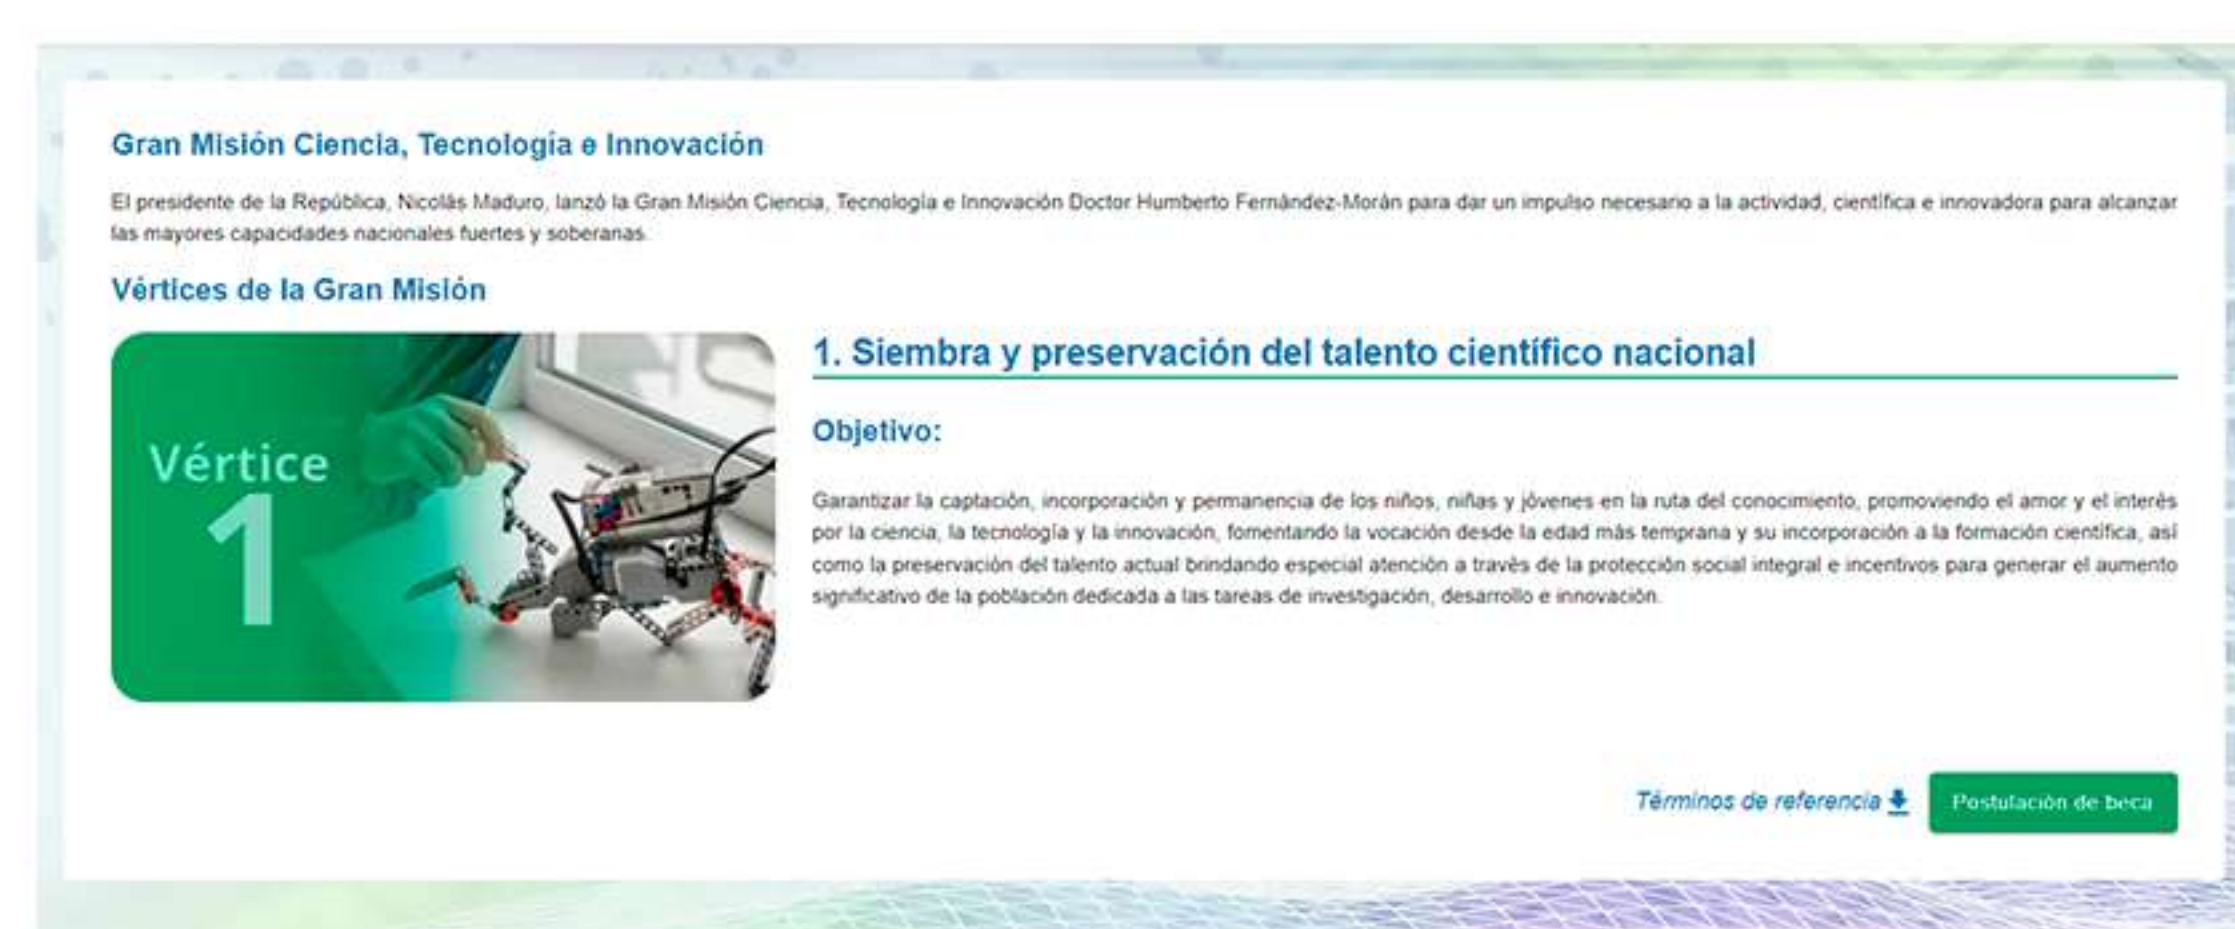 Gran Misión Ciencia, Tecnología e Innovación
El presidente de la República, Nicolás Maduro, lanzó la Gran Misión Ciencia, Tecnología e Innovación Doctor Humberto Fernández-Morán para dar un impulso necesario a la actividad, científica e innovadora para alcanzar
las mayores capacidades nacionales fuertes y soberanas.
Vértices de la Gran Misión
Vértice
1
1. Siembra y preservación del talento científico nacional
Objetivo:
Garantizar la captación, incorporación y permanencia de los niños, niñas y jóvenes en la ruta del conocimiento, promoviendo el amor y el interés
por la ciencia, la tecnología y la innovación, fomentando la vocación desde la edad más temprana y su incorporación a la formación científica, así
como la preservación del talento actual brindando especial atención a través de la protección social integral e incentivos para generar el aumento
significativo de la población dedicada a las tareas de investigación, desarrollo e innovación.
Términos de referencia
Postulación de beca